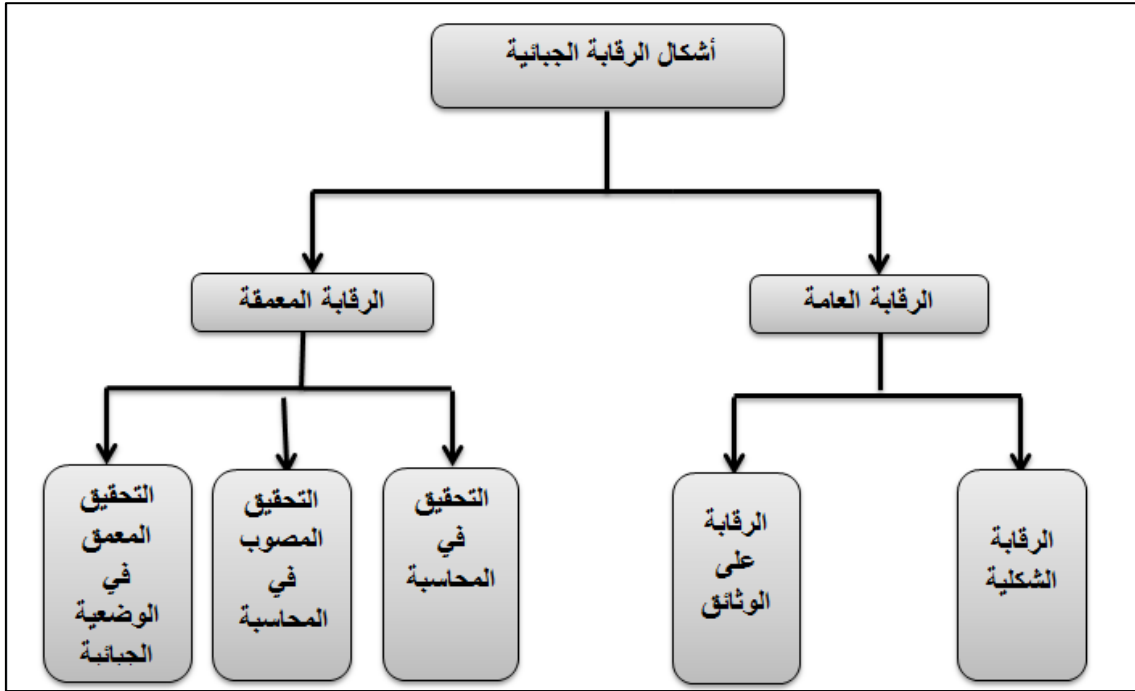 أشكال الرقابة الجبائية
الرقابة العامة
الرقابة المعمقة
الرقابة
الشكلية
الرقابة
على
الوثائق
التحقيق
في
المحاسبة
التحقيق
المصوب
في
المحاسبة
التحقيق
المعمق
في
الوضعية
الجبائية